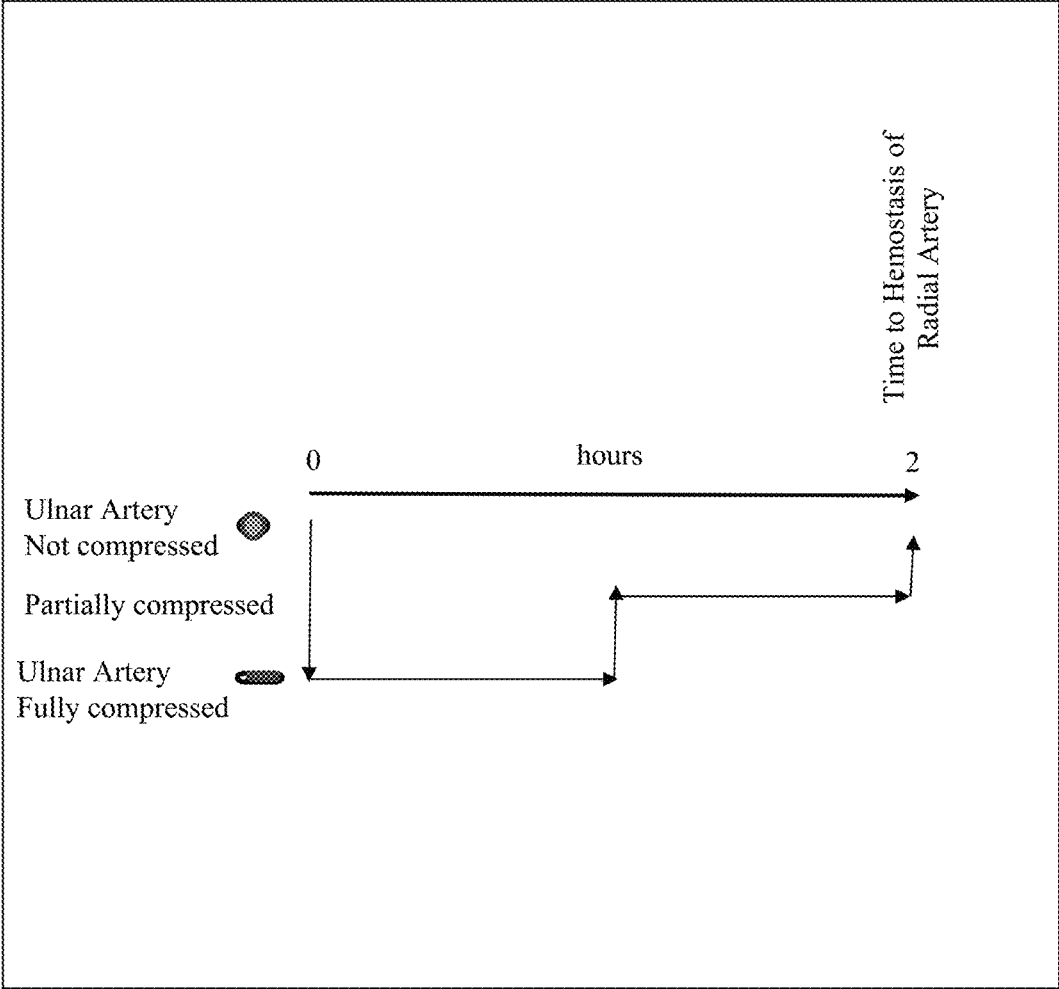 Time to Hemostasis of
Radial Artery
0 hours 2
Ulnar Artery
Not compressed
Partially compressed
Ulnar Artery
Fully compressed